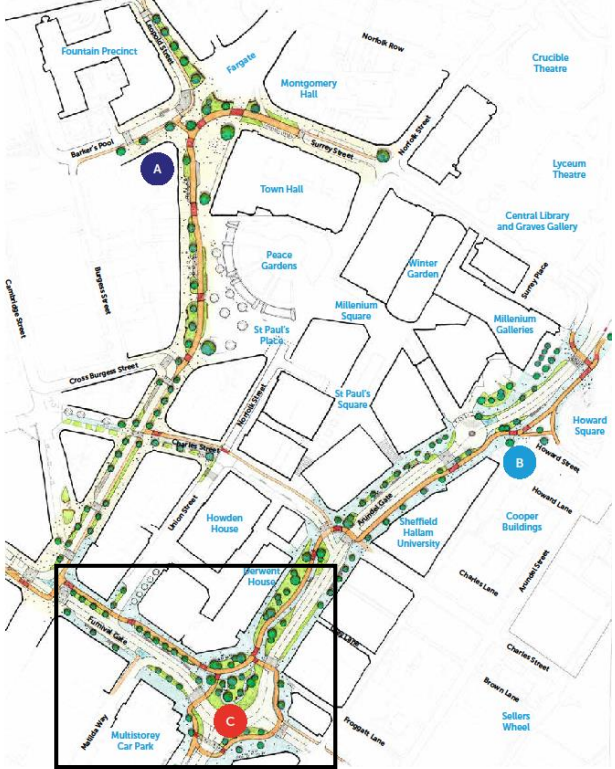 Fountain Precinct
Leopold Street
Fargate
Norfolk Row
Crucible
Theatre
Montgomery
Hall
Barker's Pool
Surrey Street
Norfolk Street
A
Town Hall
Lyceum
Theatre
Central Library
and Graves Gallery
Peace
Gardens
Winter
Garden
Surrey Place
Burgess Street
Cambridge Street
Millenium
Square
Millenium
Galleries
St Paul's
Place
Cross Burgess Street
Norfolk Street
St Paul's
Square
Howard
Square
Charles Street
B
Howard Street
Union Street
Arundel Gate
Howard Lane
Howden
House
Sheffield
Hallam
University
Cooper
Buildings
Arundel Street
Derwent
House
Charles Lane
Furnival Gate
Lane
Charles Street
Brown Lane
Matilda Way
C
Multistorey
Car Park
Froggatt Lane
Sellers
Wheel